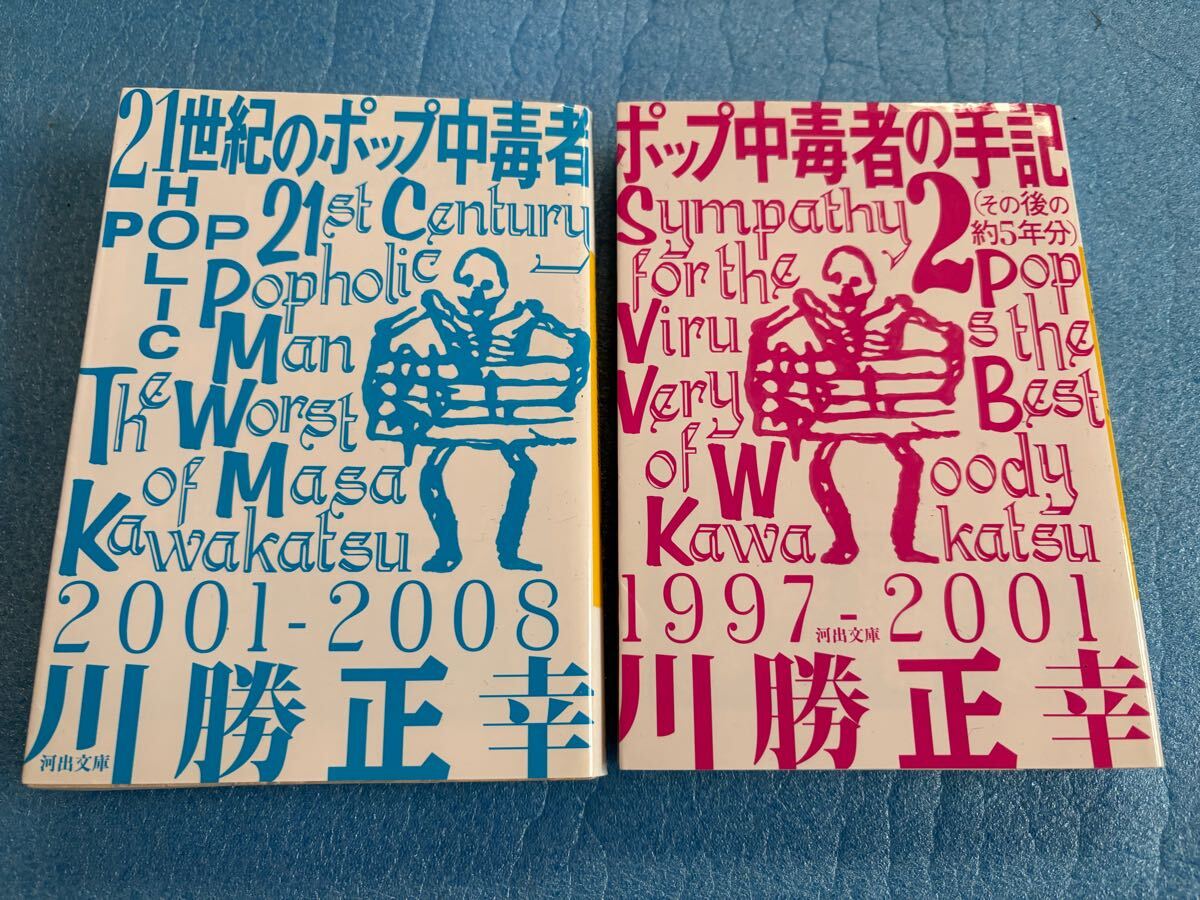 21世紀のポップ中毒者
POP
HOLIC
21st Century
Popholic
Man
The Worst
of Masa
Kawakatsu
2001-2008
川勝正幸
河出文庫
ポップ中毒者の手記
2
(その後の
約5年分)
Sympathy
for the
Viru
Very
of W
Kawa
Pop
s the
Best
oody
katsu
1997-2001
河出文庫
川勝正幸